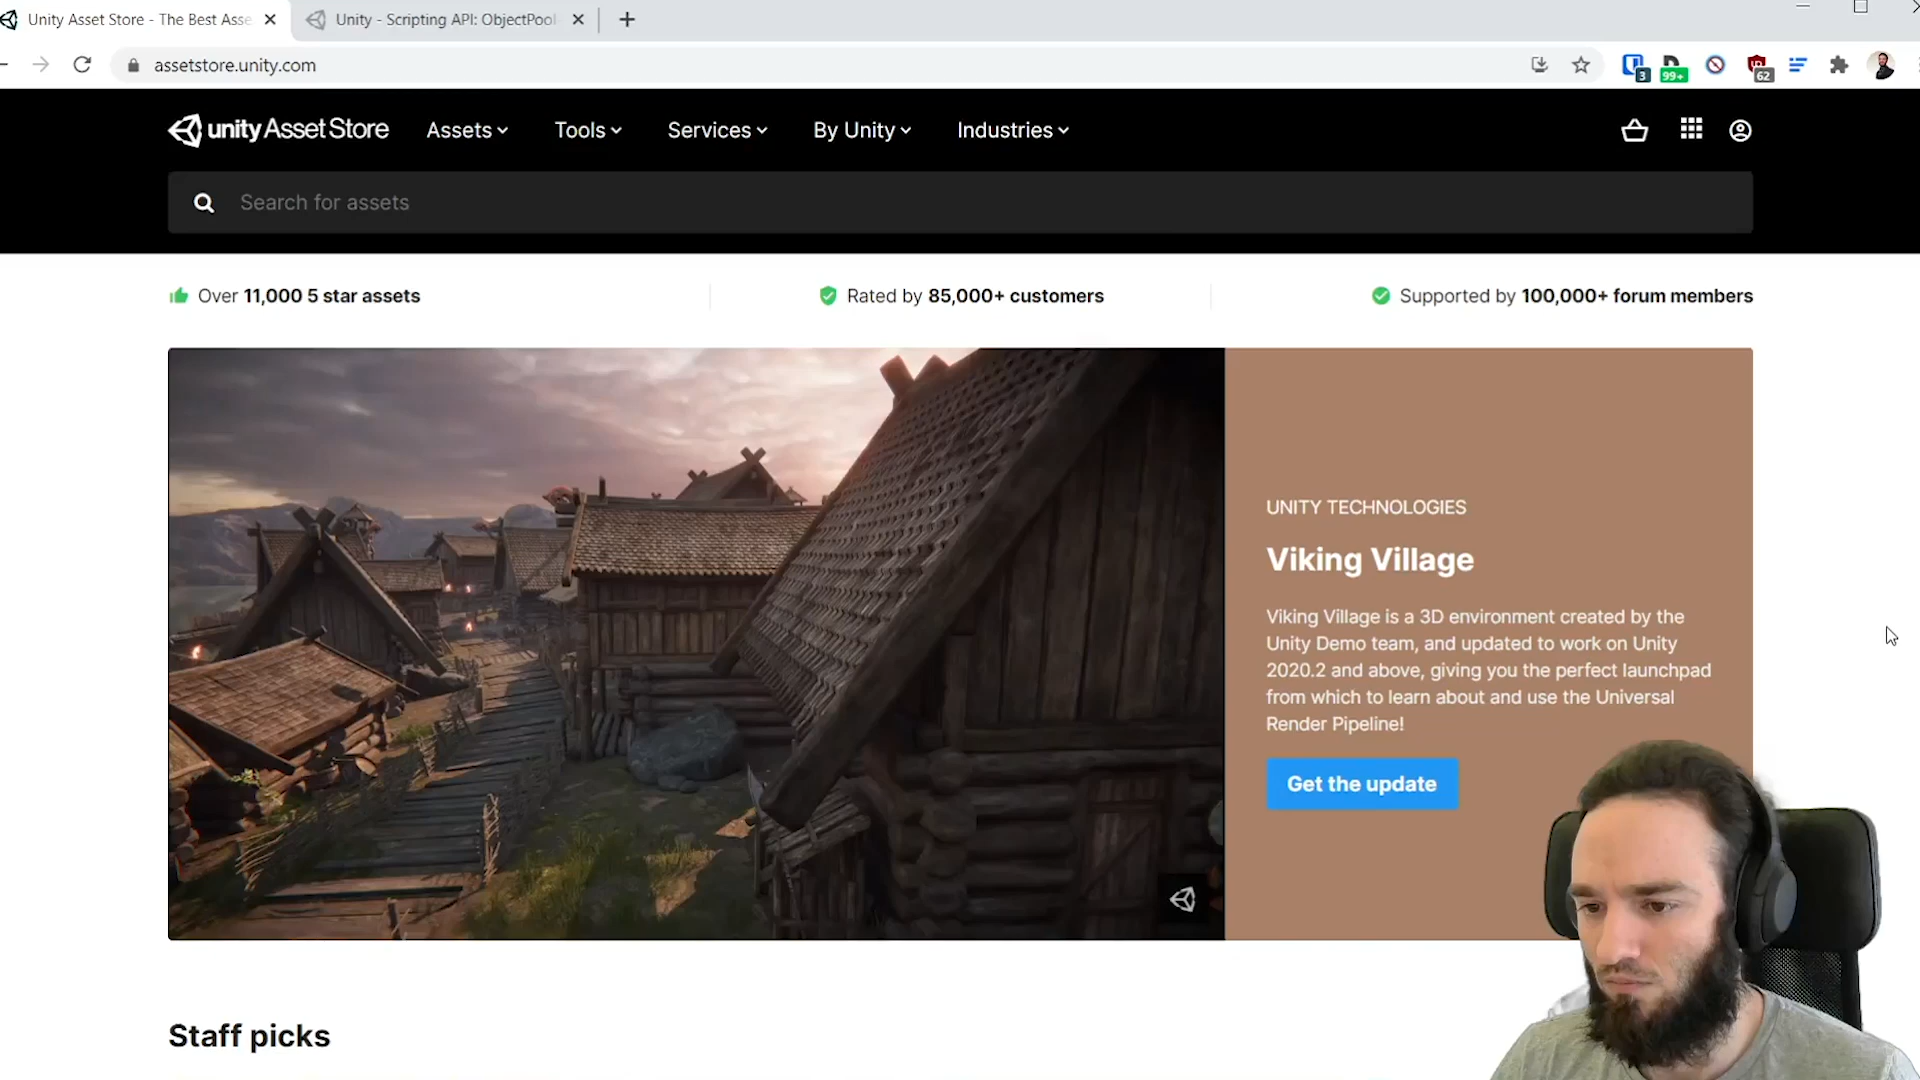 Unity Asset Store - The Best Asse
Unity - Scripting API: ObjectPool
assetstore.unity.com
3
99+
62
unity Asset Store
Assets
Tools
Services
By Unity
Industries
Search for assets
Over 11,000 5 star assets
Rated by 85,000+ customers
Supported by 100,000+ forum members
UNITY TECHNOLOGIES
Viking Village
Viking Village is a 3D environment created by the
Unity Demo team, and updated to work on Unity
2020.2 and above, giving you the perfect launchpad
from which to learn about and use the Universal
Render Pipeline!
Get the update
Staff picks